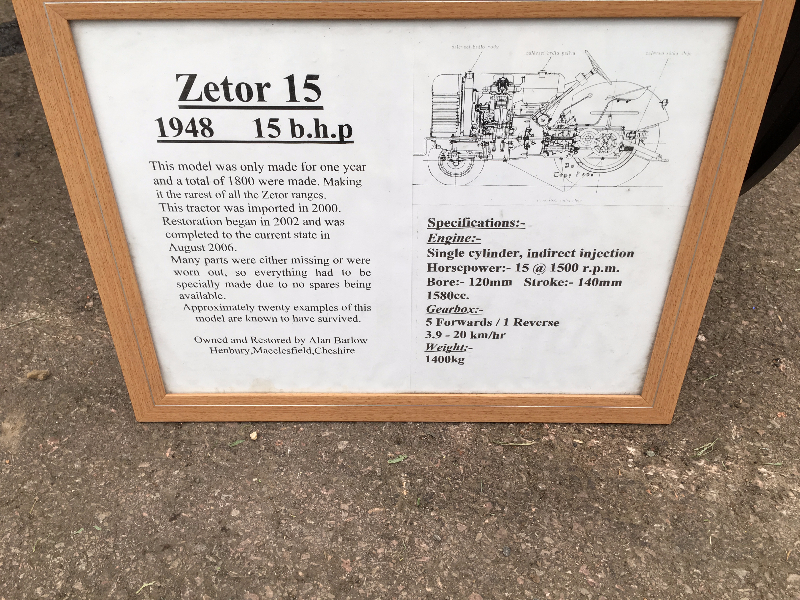 Zetor 15
1948 15 b.h.p
This model was only made for one year
and a total of 1800 were made. Making
it the rarest of all the Zetor ranges.
This tractor was imported in 2000.
Restoration began in 2002 and was
completed to the current state in
August 2006.
Many parts were either missing or were
worn out, so everything had to be
specially made due to no spares being
available.
Approximately twenty examples of this
model are known to have survived.
Owned and Restored by Alan Barlow
Henbury,Macclesfield,Cheshire
Specifications:-
Engine:-
Single cylinder, indirect injection
Horsepower:- 15 @ 1500 r.p.m.
Bore:- 120mm Stroke:- 140mm
1580cc.
Gearbox:-
5 Forwards / 1 Reverse
3.9 - 20 km/hr
Weight:-
1400kg